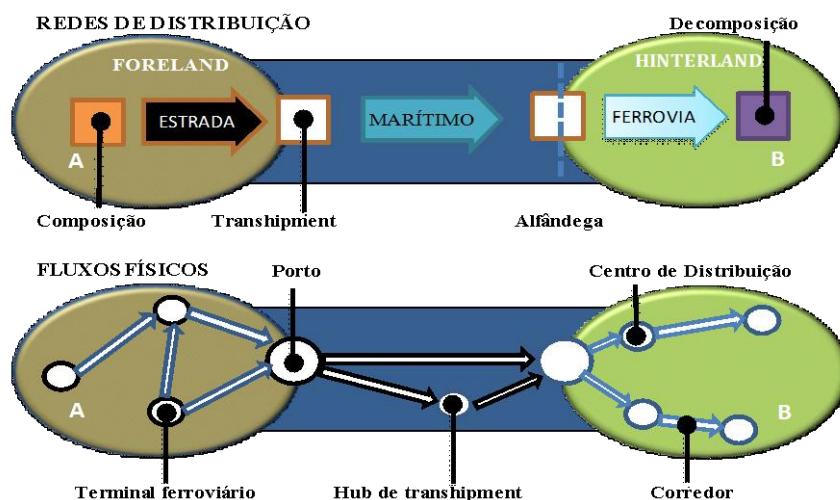 REDES DE DISTRIBUIÇÃO
Decomposição
FORELAND
HINTERLAND
ESTRADA
MARÍTIMO
FERROVIA
A
B
Composição
Transhipment
Alfândega
FLUXOS FÍSICOS
Porto
Centro de Distribuição
A
B
Terminal ferroviário
Hub de transhipment
Corredor